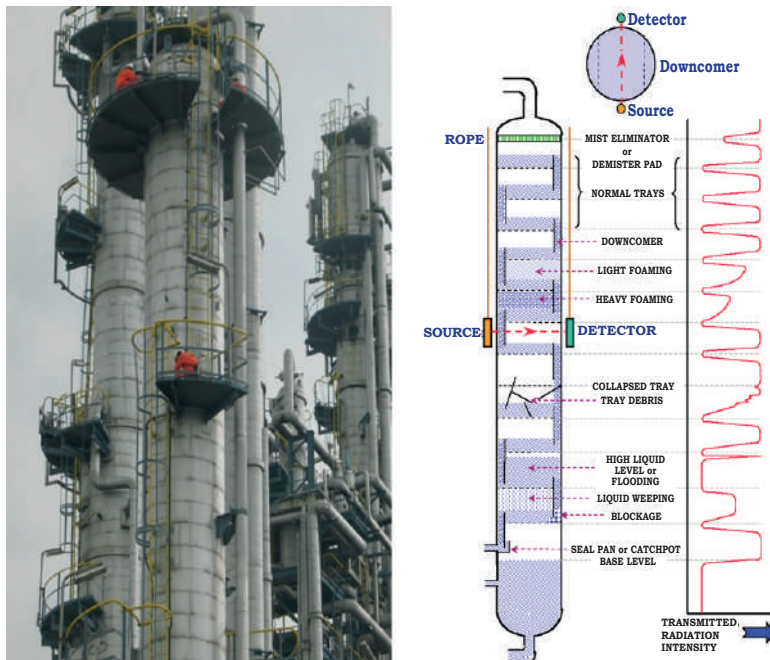 Detector
Downcomer
Source
ROPE
MIST ELIMINATOR
or
DEMISTER PAD
NORMAL TRAYS
DOWNCOMER
LIGHT FOAMING
HEAVY FOAMING
SOURCE
DETECTOR
COLLAPSED TRAY
TRAY DEBRIS
HIGH LIQUID
LEVEL or
FLOODING
LIQUID WEEPING
BLOCKAGE
SEAL PAN or CATCHPOT
BASE LEVEL
TRANSMITTED
RADIATION
INTENSITY